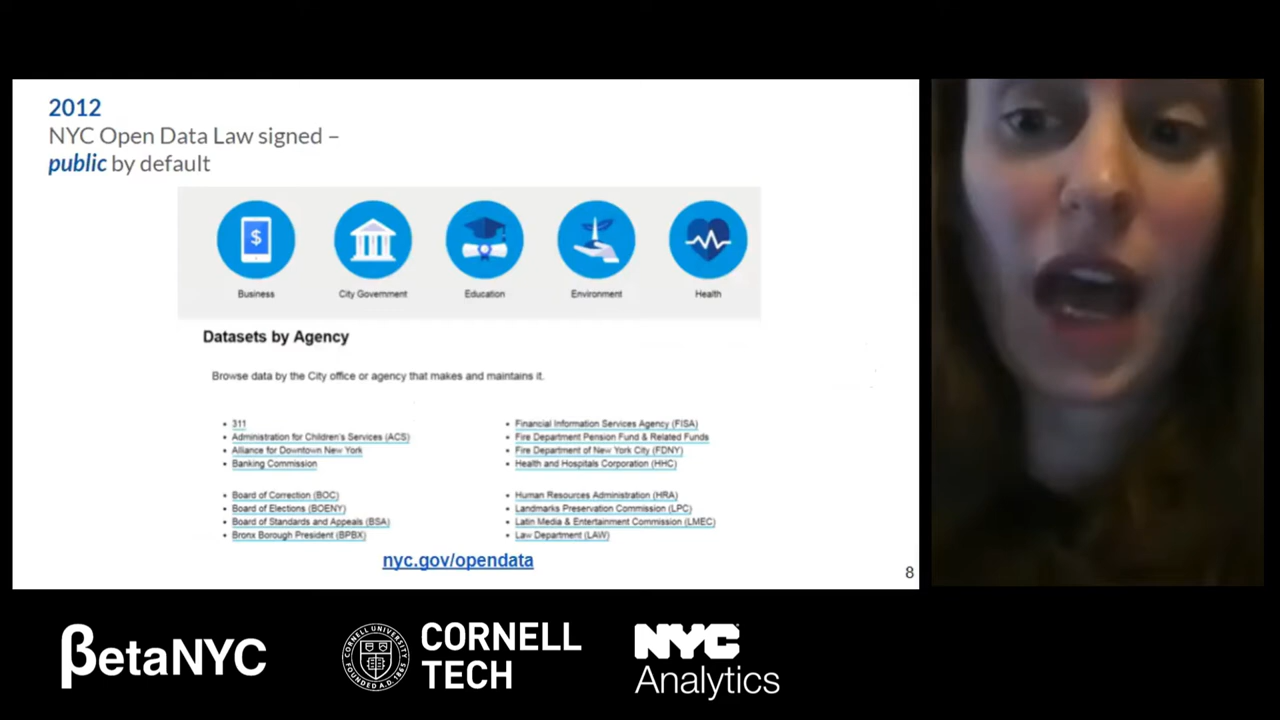 2012
NYC Open Data Law signed –
public by default
$
Business
City Government
Education
Environment
Health
Datasets by Agency
Browse data by the City office or agency that makes and maintains it.
311
Administration for Children's Services (ACS)
Alliance for Downtown New York
Banking Commission
Board of Correction (BOC)
Board of Elections (BOENY)
Board of Standards and Appeals (BSA)
Bronx Borough President (BPBX)
Financial Information Services Agency (FISA)
Fire Department Pension Fund & Related Funds
Fire Department of New York City (FDNY)
Health and Hospitals Corporation (HHC)
Human Resources Administration (HRA)
Landmarks Preservation Commission (LPC)
Latin Media & Entertainment Commission (LMEC)
Law Department (LAW)
nyc.gov/opendata
8
βetaNYC
CORNELL UNIVERSITY
FOUNDED A.D. 1865
CORNELL
TECH
NYC
Analytics